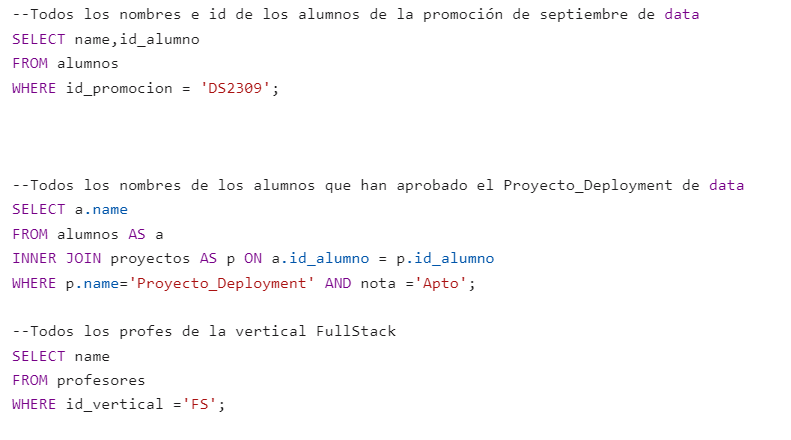 --Todos los nombres e id de los alumnos de la promoción de septiembre de data
SELECT name,id_alumno
FROM alumnos
WHERE id_promocion = 'DS2309';
--Todos los nombres de los alumnos que han aprobado el Proyecto_Deployment de data
SELECT a.name
FROM alumnos AS a
INNER JOIN proyectos AS p ON a.id_alumno = p.id_alumno
WHERE p.name='Proyecto_Deployment' AND nota ='Apto';
--Todos los profes de la vertical FullStack
SELECT name
FROM profesores
WHERE id_vertical ='FS';